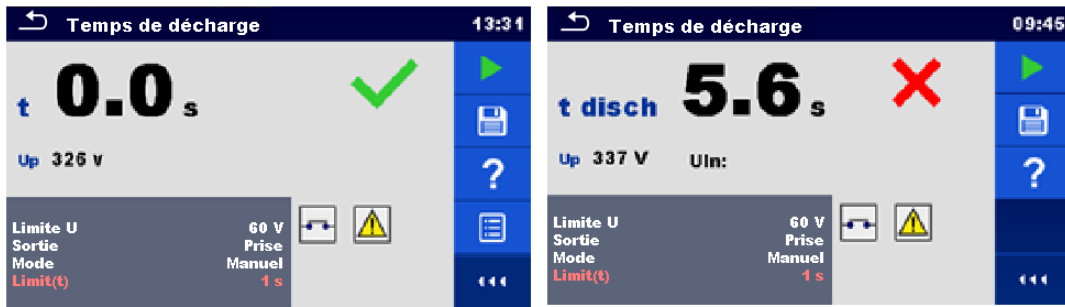 Temps de décharge 13:31
t 0.0 s
Up 326 V
?
Limite U 60 V
Sortie Prise
Mode Manuel
Limit(t) 1 s
Temps de décharge 09:45
t disch 5.6 s
Up 337 V UIn:
?
Limite U 60 V
Sortie Prise
Mode Manuel
Limit(t) 1 s